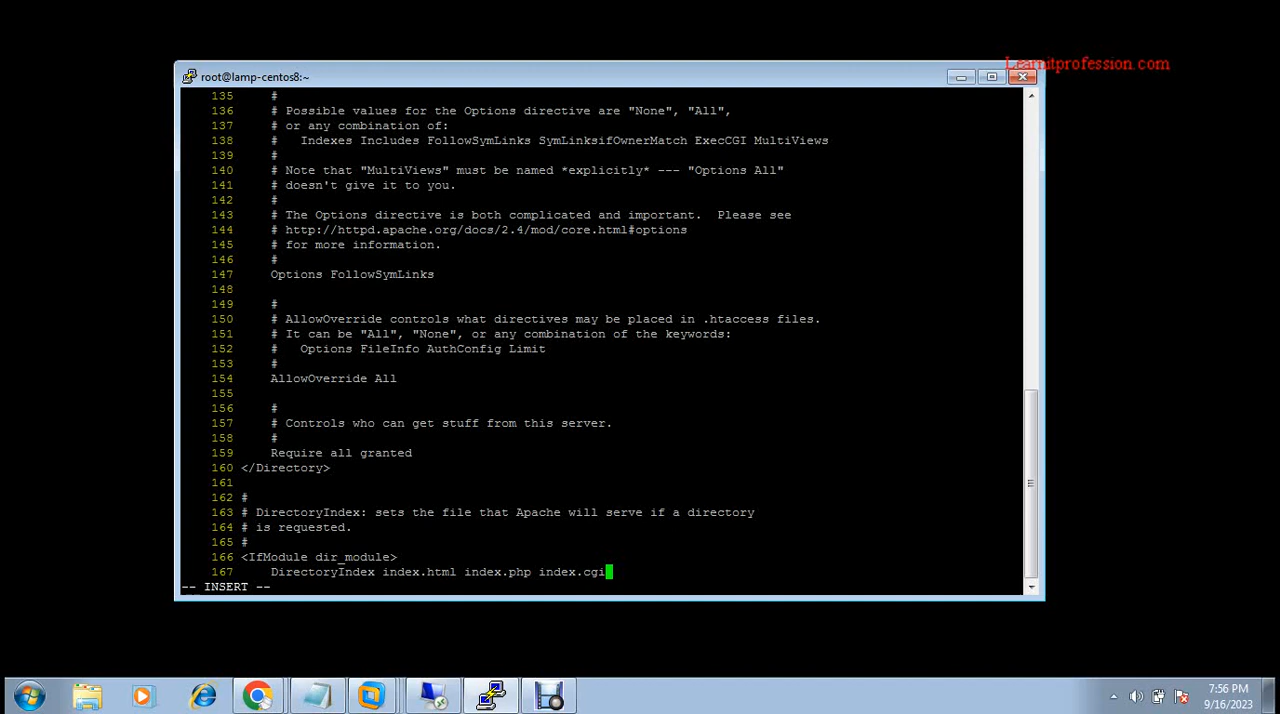 Learnitprofession.com
root@lamp-centos8:~
135 #
136 # Possible values for the Options directive are "None", "All",
137 # or any combination of:
138 #   Indexes Includes FollowSymLinks SymLinksifOwnerMatch ExecCGI MultiViews
139 #
140 # Note that "MultiViews" must be named *explicitly* --- "Options All"
141 # doesn't give it to you.
142 #
143 # The Options directive is both complicated and important.  Please see
144 # http://httpd.apache.org/docs/2.4/mod/core.html#options
145 # for more information.
146 #
147 Options FollowSymLinks
148
149 #
150 # AllowOverride controls what directives may be placed in .htaccess files.
151 # It can be "All", "None", or any combination of the keywords:
152 #   Options FileInfo AuthConfig Limit
153 #
154 AllowOverride All
155
156 #
157 # Controls who can get stuff from this server.
158 #
159 Require all granted
160 </Directory>
161
162 #
163 # DirectoryIndex: sets the file that Apache will serve if a directory
164 # is requested.
165 #
166 <IfModule dir_module>
167 DirectoryIndex index.html index.php index.cgi
-- INSERT --
7:56 PM
9/16/2023